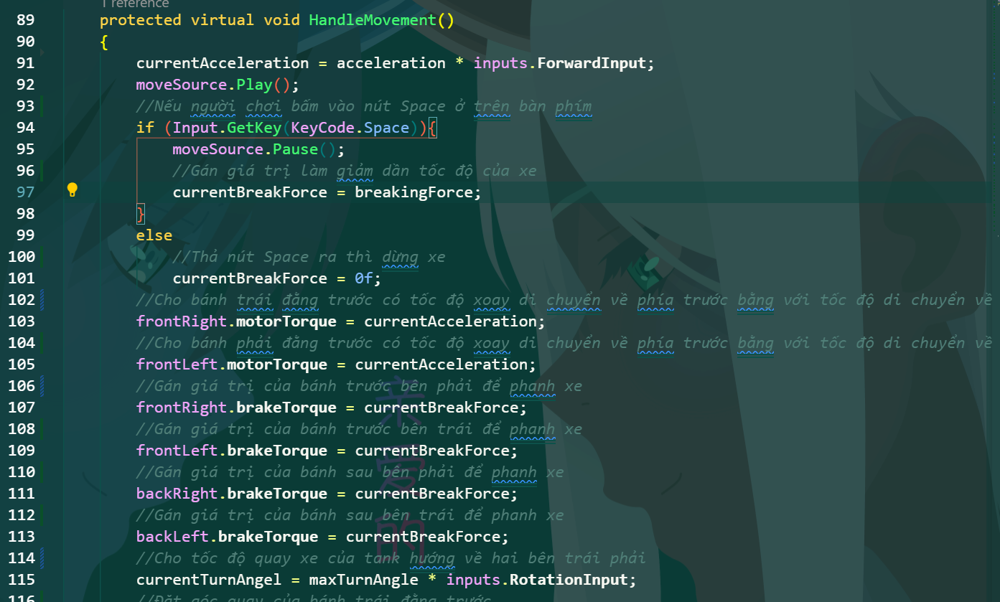 1 reference
89 protected virtual void HandleMovement()
90 {
91 currentAcceleration = acceleration * inputs.ForwardInput;
92 moveSource.Play();
93 //Nếu người chơi bấm vào nút Space ở trên bàn phím
94 if (Input.GetKey(KeyCode.Space)){
95 moveSource.Pause();
96 //Gán giá trị làm giảm dần tốc độ của xe
97 currentBreakForce = breakingForce;
98 }
99 else
100 //Thả nút Space ra thì dừng xe
101 currentBreakForce = 0f;
102 //Cho bánh trái đằng trước có tốc độ xoay di chuyển về phía trước bằng với tốc độ di chuyển về
103 frontRight.motorTorque = currentAcceleration;
104 //Cho bánh phải đằng trước có tốc độ xoay di chuyển về phía trước bằng với tốc độ di chuyển về
105 frontLeft.motorTorque = currentAcceleration;
106 //Gán giá trị của bánh trước bên phải để phanh xe
107 frontRight.brakeTorque = currentBreakForce;
108 //Gán giá trị của bánh trước bên trái để phanh xe
109 frontLeft.brakeTorque = currentBreakForce;
110 //Gán giá trị của bánh sau bên phải để phanh xe
111 backRight.brakeTorque = currentBreakForce;
112 //Gán giá trị của bánh sau bên trái để phanh xe
113 backLeft.brakeTorque = currentBreakForce;
114 //Cho tốc độ quay xe của tank hướng về hai bên trái phải
115 currentTurnAngel = maxTurnAngle * inputs.RotationInput;
116 //Đặt góc quay của bánh trái đằng trước
亲爱的